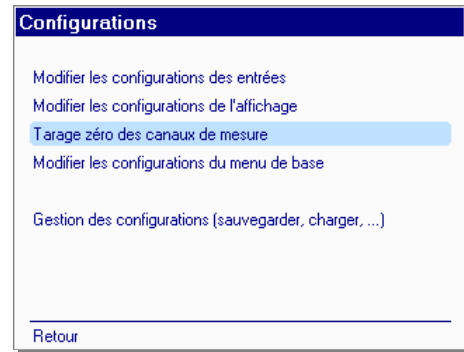 Configurations
Modifier les configurations des entrées
Modifier les configurations de l'affichage
Tarage zéro des canaux de mesure
Modifier les configurations du menu de base
Gestion des configurations (sauvegarder, charger, ...)
Retour